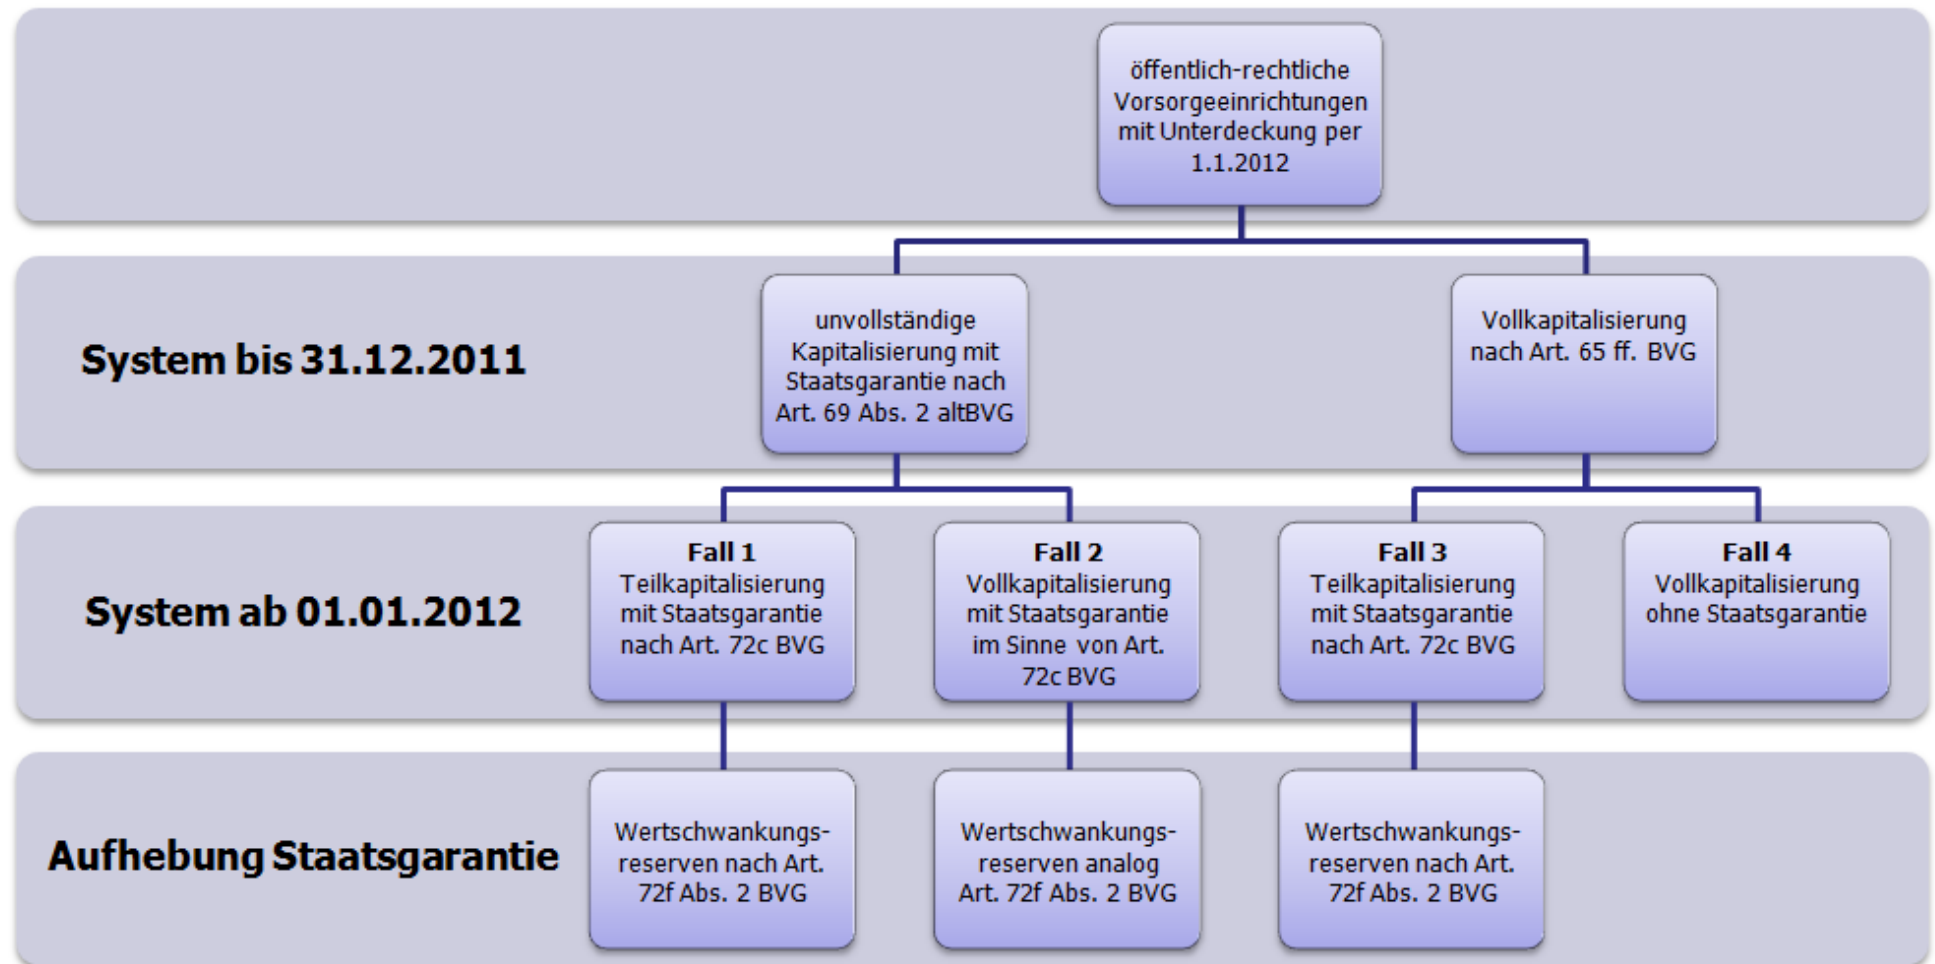 öffentlich-rechtliche
Vorsorgeeinrichtungen
mit Unterdeckung per
1.1.2012
System bis 31.12.2011
unvollständige
Kapitalisierung mit
Staatsgarantie nach
Art. 69 Abs. 2 altBVG
Vollkapitalisierung
nach Art. 65 ff. BVG
System ab 01.01.2012
Fall 1
Teilkapitalisierung
mit Staatsgarantie
nach Art. 72c BVG
Fall 2
Vollkapitalisierung
mit Staatsgarantie
im Sinne von Art.
72c BVG
Fall 3
Teilkapitalisierung
mit Staatsgarantie
nach Art. 72c BVG
Fall 4
Vollkapitalisierung
ohne Staatsgarantie
Aufhebung Staatsgarantie
Wertschwankungs-
reserven nach Art.
72f Abs. 2 BVG
Wertschwankungs-
reserven analog
Art. 72f Abs. 2 BVG
Wertschwankungs-
reserven nach Art.
72f Abs. 2 BVG